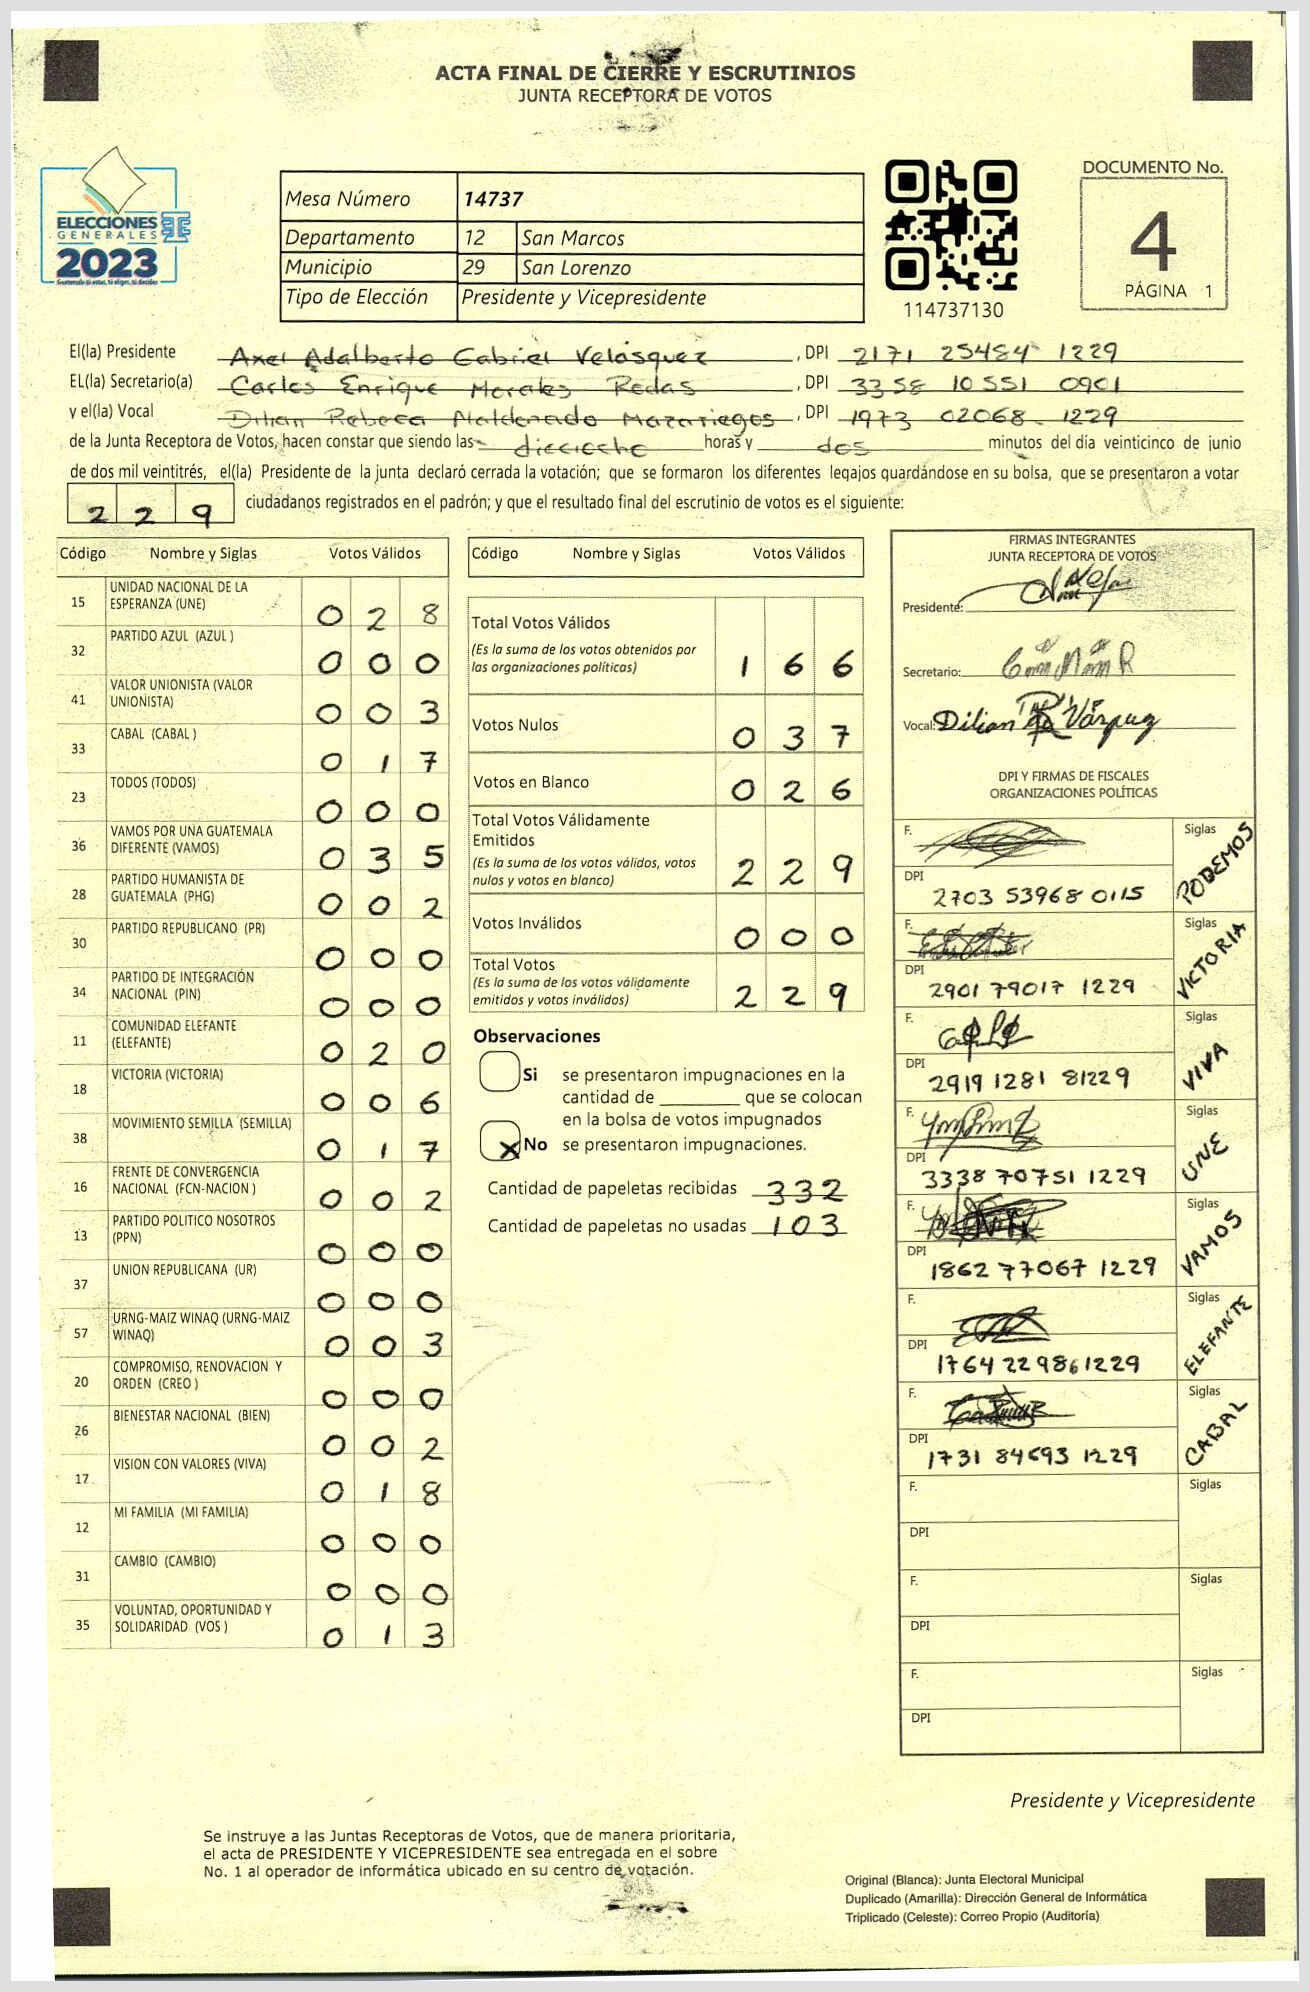 ACTA FINAL DE CIERRE Y ESCRUTINIOS
JUNTA RECEPTORA DE VOTOS
ELECCIONES
GENERALES
2023
Mesa Número 14737
Departamento 12 San Marcos
Municipio 29 San Lorenzo
Tipo de Elección Presidente y Vicepresidente
114737130
DOCUMENTO No.
4
PÁGINA 1
El(la) Presidente Axel Adalberto Gabriel Velásquez , DPI 2171 25484 1229
EL(la) Secretario(a) Carlos Enrique Morales Rodas , DPI 3358 10551 0901
y el(la) Vocal Dilian Rebeca Maldonado Mazariegos , DPI 1973 02068 1229
de la Junta Receptora de Votos, hacen constar que siendo las dieciocho horas y dos minutos del día veinticinco de junio
de dos mil veintitrés, el(la) Presidente de la junta declaró cerrada la votación; que se formaron los diferentes legajos guardándose en su bolsa, que se presentaron a votar
2 2 9 ciudadanos registrados en el padrón; y que el resultado final del escrutinio de votos es el siguiente:
Código Nombre y Siglas Votos Válidos
15 UNIDAD NACIONAL DE LA
ESPERANZA (UNE) 0 2 8
32 PARTIDO AZUL (AZUL ) 0 0 0
41 VALOR UNIONISTA (VALOR
UNIONISTA) 0 0 3
33 CABAL (CABAL ) 0 1 7
23 TODOS (TODOS) 0 0 0
36 VAMOS POR UNA GUATEMALA
DIFERENTE (VAMOS) 0 3 5
28 PARTIDO HUMANISTA DE
GUATEMALA (PHG) 0 0 2
30 PARTIDO REPUBLICANO (PR) 0 0 0
34 PARTIDO DE INTEGRACIÓN
NACIONAL (PIN) 0 0 0
11 COMUNIDAD ELEFANTE
(ELEFANTE) 0 2 0
18 VICTORIA (VICTORIA) 0 0 6
38 MOVIMIENTO SEMILLA (SEMILLA) 0 1 7
16 FRENTE DE CONVERGENCIA
NACIONAL (FCN-NACION ) 0 0 2
13 PARTIDO POLITICO NOSOTROS
(PPN) 0 0 0
37 UNION REPUBLICANA (UR) 0 0 0
57 URNG-MAIZ WINAQ (URNG-MAIZ
WINAQ) 0 0 3
20 COMPROMISO, RENOVACION Y
ORDEN (CREO ) 0 0 0
26 BIENESTAR NACIONAL (BIEN) 0 0 2
17 VISION CON VALORES (VIVA) 0 1 8
12 MI FAMILIA (MI FAMILIA) 0 0 0
31 CAMBIO (CAMBIO) 0 0 0
35 VOLUNTAD, OPORTUNIDAD Y
SOLIDARIDAD (VOS ) 0 1 3
Código Nombre y Siglas Votos Válidos
Total Votos Válidos
(Es la suma de los votos obtenidos por
las organizaciones políticas) 1 6 6
Votos Nulos 0 3 7
Votos en Blanco 0 2 6
Total Votos Válidamente
Emitidos
(Es la suma de los votos válidos, votos
nulos y votos en blanco) 2 2 9
Votos Inválidos 0 0 0
Total Votos
(Es la suma de los votos válidamente
emitidos y votos inválidos) 2 2 9
Observaciones
Si se presentaron impugnaciones en la
cantidad de ________ que se colocan
en la bolsa de votos impugnados
X No se presentaron impugnaciones.
Cantidad de papeletas recibidas 332
Cantidad de papeletas no usadas 103
FIRMAS INTEGRANTES
JUNTA RECEPTORA DE VOTOS
Presidente:
Secretario:
Vocal: Dilian
DPI Y FIRMAS DE FISCALES
ORGANIZACIONES POLÍTICAS
F. Siglas PODEMOS
DPI 2703 53968 0115
F. Siglas VICTORIA
DPI 2901 79017 1229
F. Siglas VIVA
DPI 2919 1281 81229
F. Siglas UNE
DPI 3338 70751 1229
F. Siglas VAMOS
DPI 1862 77067 1229
F. Siglas ELEFANTE
DPI 1764 22986 1229
F. Siglas CABAL
DPI 1731 84693 1229
F. Siglas
DPI
F. Siglas
DPI
F. Siglas
DPI
Presidente y Vicepresidente
Se instruye a las Juntas Receptoras de Votos, que de manera prioritaria,
el acta de PRESIDENTE Y VICEPRESIDENTE sea entregada en el sobre
No. 1 al operador de informática ubicado en su centro de votación.
Original (Blanca): Junta Electoral Municipal
Duplicado (Amarilla): Dirección General de Informática
Triplicado (Celeste): Correo Propio (Auditoría)